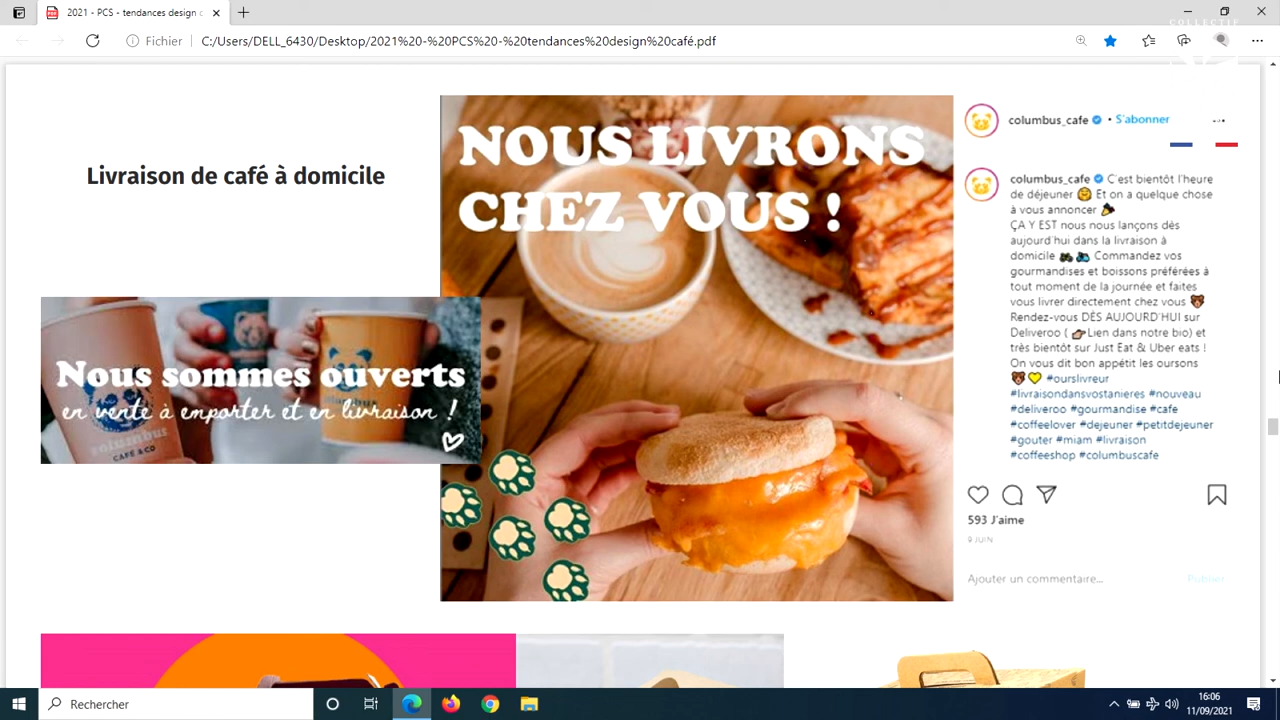 2021 - PCS - tendances design c
Fichier
C:/Users/DELL_6430/Desktop/2021%20-%20PCS%20-%20tendances%20design%20café.pdf
COLLECTIF
Livraison de café à domicile
NOUS LIVRONS
CHEZ VOUS !
Nous sommes ouverts
en vente à emporter et en livraison !
columbus
CAFÉ & CO
columbus_cafe • S'abonner
columbus_cafe C'est bientôt l'heure
de déjeuner Et on a quelque chose
à vous annoncer
ÇA Y EST nous nous lançons dès
aujourd'hui dans la livraison à
domicile Commandez vos
gourmandises et boissons préférées à
tout moment de la journée et faites
vous livrer directement chez vous
Rendez-vous DÈS AUJOURD'HUI sur
Deliveroo ( Lien dans notre bio) et
très bientôt sur Just Eat & Uber eats !
On vous dit bon appétit les oursons
#ourslivreur
#livraisondansvostanieres #nouveau
#deliveroo #gourmandise #cafe
#coffeelover #dejeuner #petitdejeuner
#gouter #miam #livraison
#coffeeshop #columbuscafe
593 J'aime
9 JUIN
Ajouter un commentaire...
Publier
Rechercher
16:06
11/09/2021